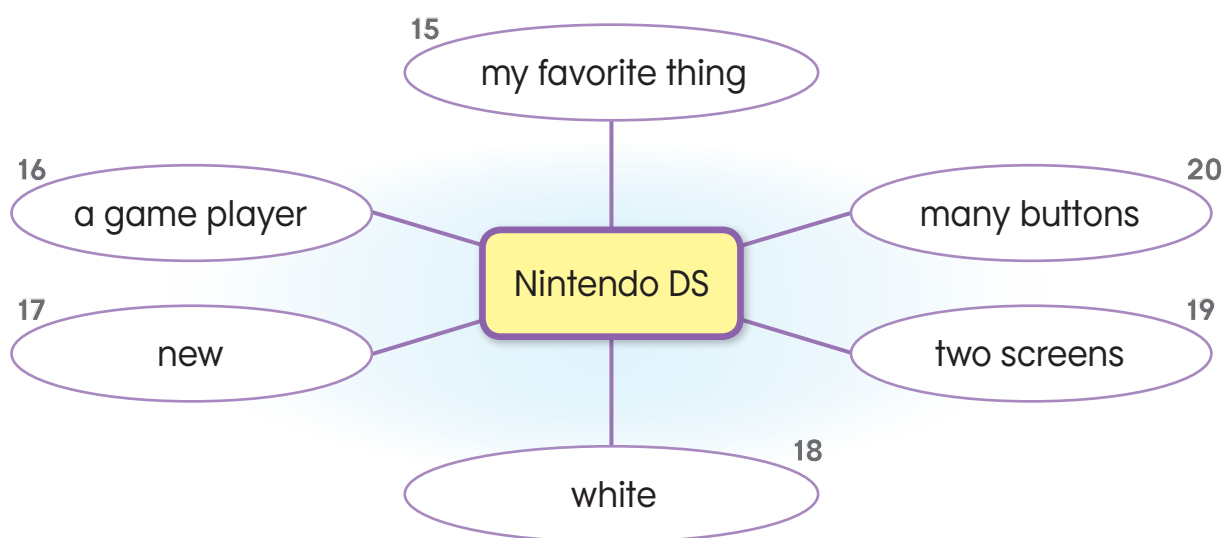 15
my favorite thing
16
a game player
20
many buttons
Nintendo DS
17
new
19
two screens
18
white